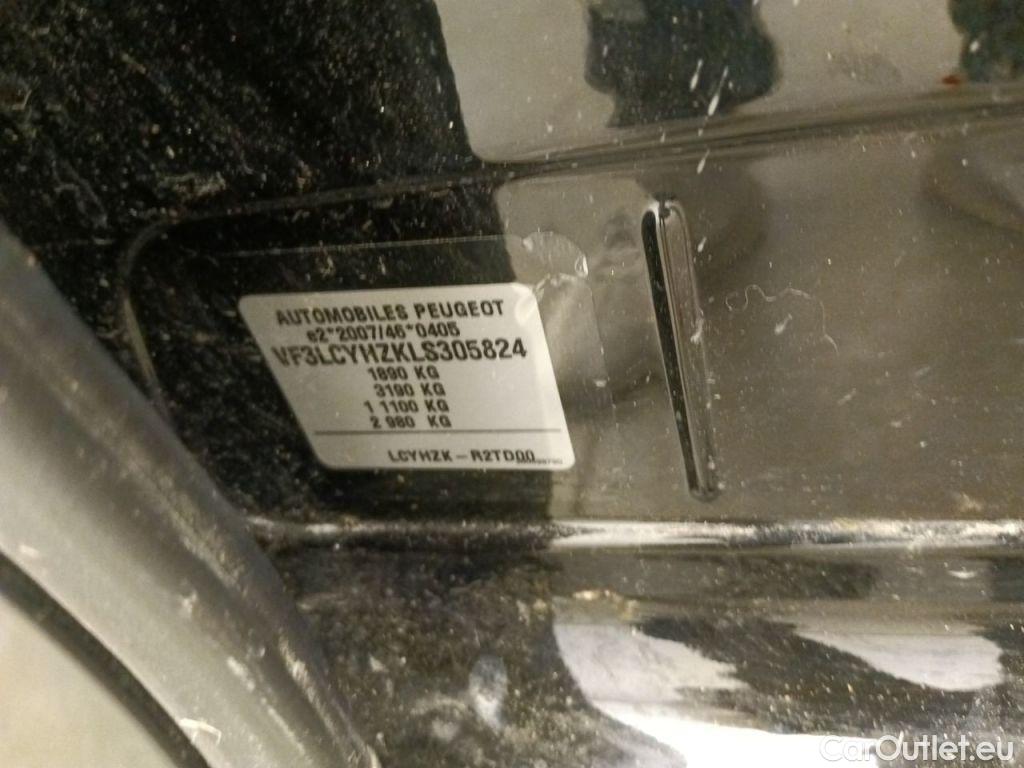 AUTOMOBILES PEUGEOT
e2*2007/46*0405
VF3LCYHZKLS305824
1890 KG
3190 KG
1 1100 KG
2 980 KG
LCYHZK - R2TD00
CarOutlet.eu